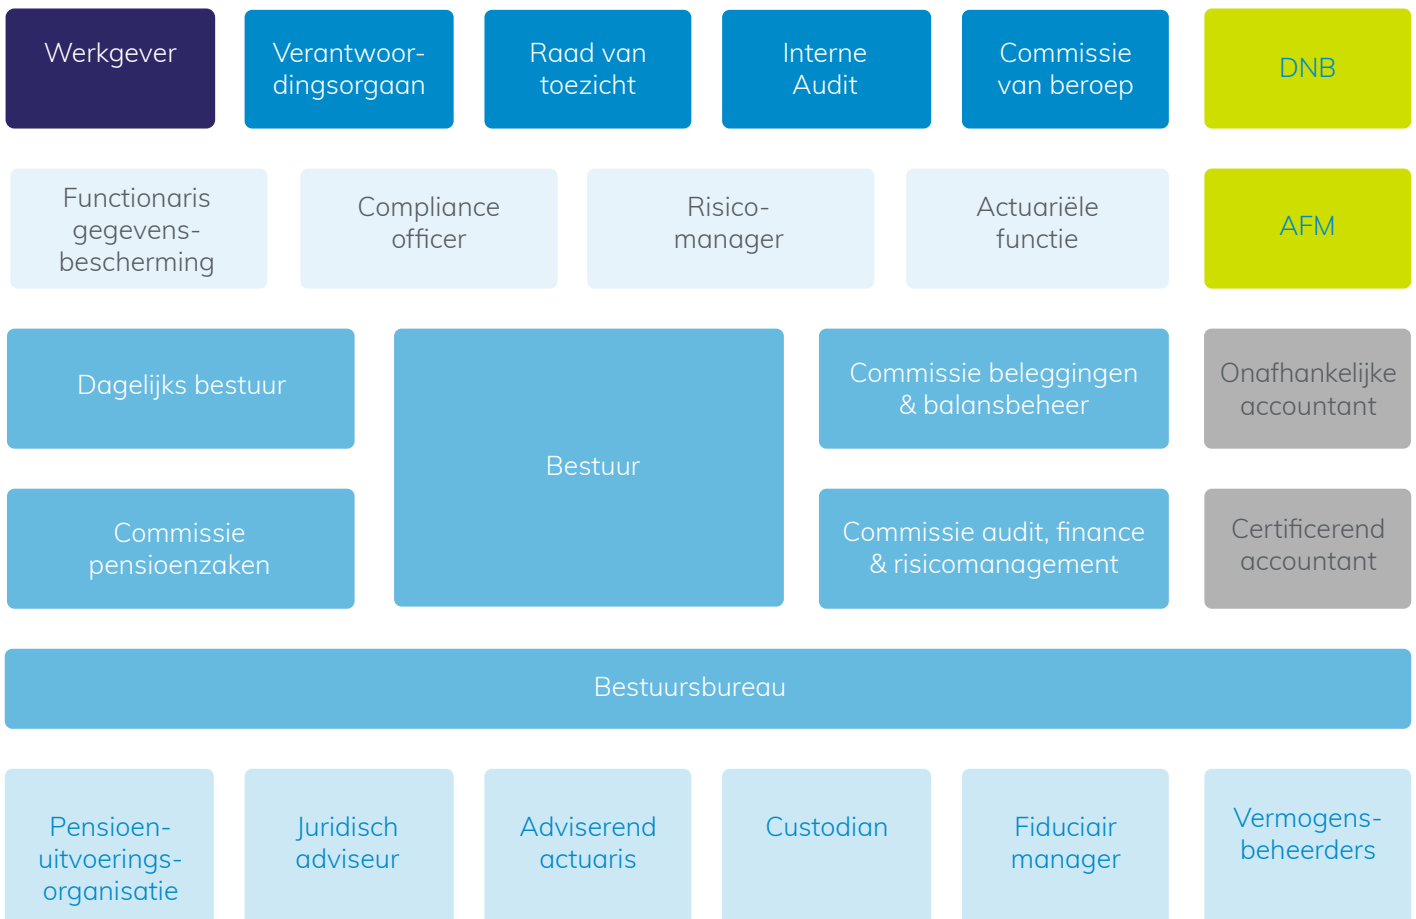 Werkgever
Verantwoor-
dingsorgaan
Raad van
toezicht
Interne
Audit
Commissie
van beroep
DNB
Functionaris
gegevens-
bescherming
Compliance
officer
Risico-
manager
Actuariële
functie
AFM
Dagelijks bestuur
Bestuur
Commissie beleggingen
& balansbeheer
Onafhankelijke
accountant
Commissie
pensioenzaken
Commissie audit, finance
& risicomanagement
Certificerend
accountant
Bestuursbureau
Pensioen-
uitvoerings-
organisatie
Juridisch
adviseur
Adviserend
actuaris
Custodian
Fiduciair
manager
Vermogens-
beheerders